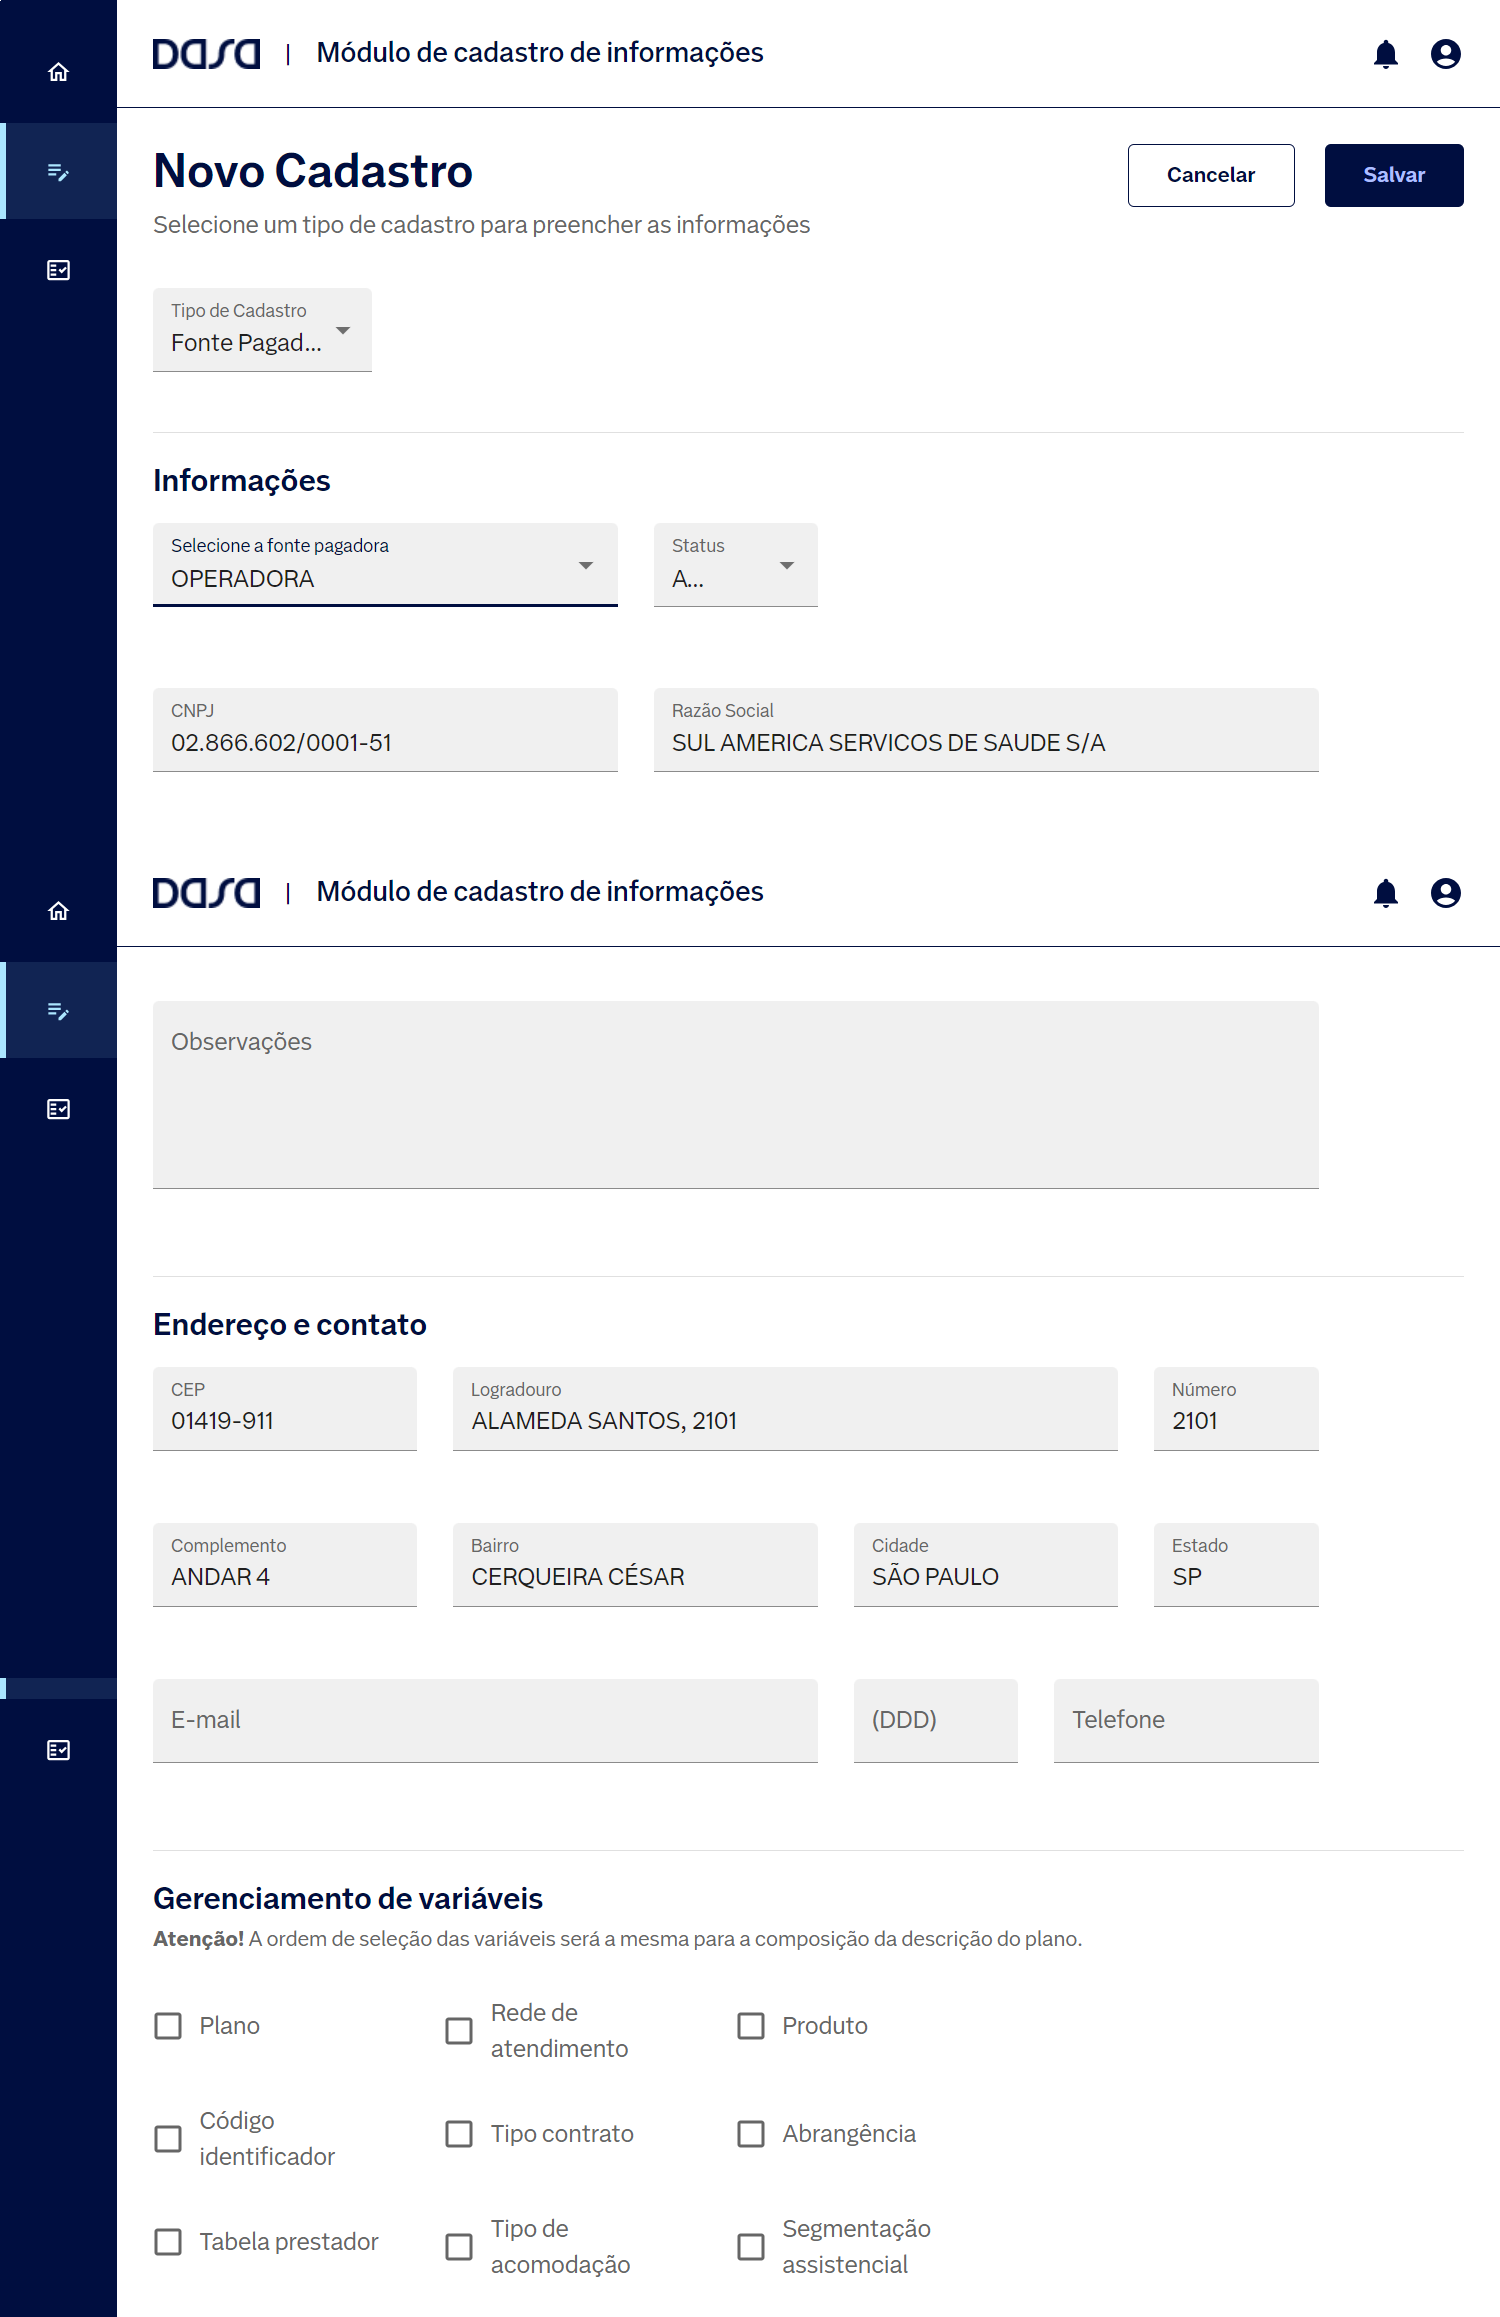 Dasa | Módulo de cadastro de informações
Novo Cadastro
Cancelar
Salvar
Selecione um tipo de cadastro para preencher as informações
Tipo de Cadastro
Fonte Pagad...
Informações
Selecione a fonte pagadora
OPERADORA
Status
A...
CNPJ
02.866.602/0001-51
Razão Social
SUL AMERICA SERVICOS DE SAUDE S/A
Dasa | Módulo de cadastro de informações
Observações
Endereço e contato
CEP
01419-911
Logradouro
ALAMEDA SANTOS, 2101
Número
2101
Complemento
ANDAR 4
Bairro
CERQUEIRA CÉSAR
Cidade
SÃO PAULO
Estado
SP
E-mail
(DDD)
Telefone
Gerenciamento de variáveis
Atenção! A ordem de seleção das variáveis será a mesma para a composição da descrição do plano.
Plano
Rede de
atendimento
Produto
Código
identificador
Tipo contrato
Abrangência
Tabela prestador
Tipo de
acomodação
Segmentação
assistencial